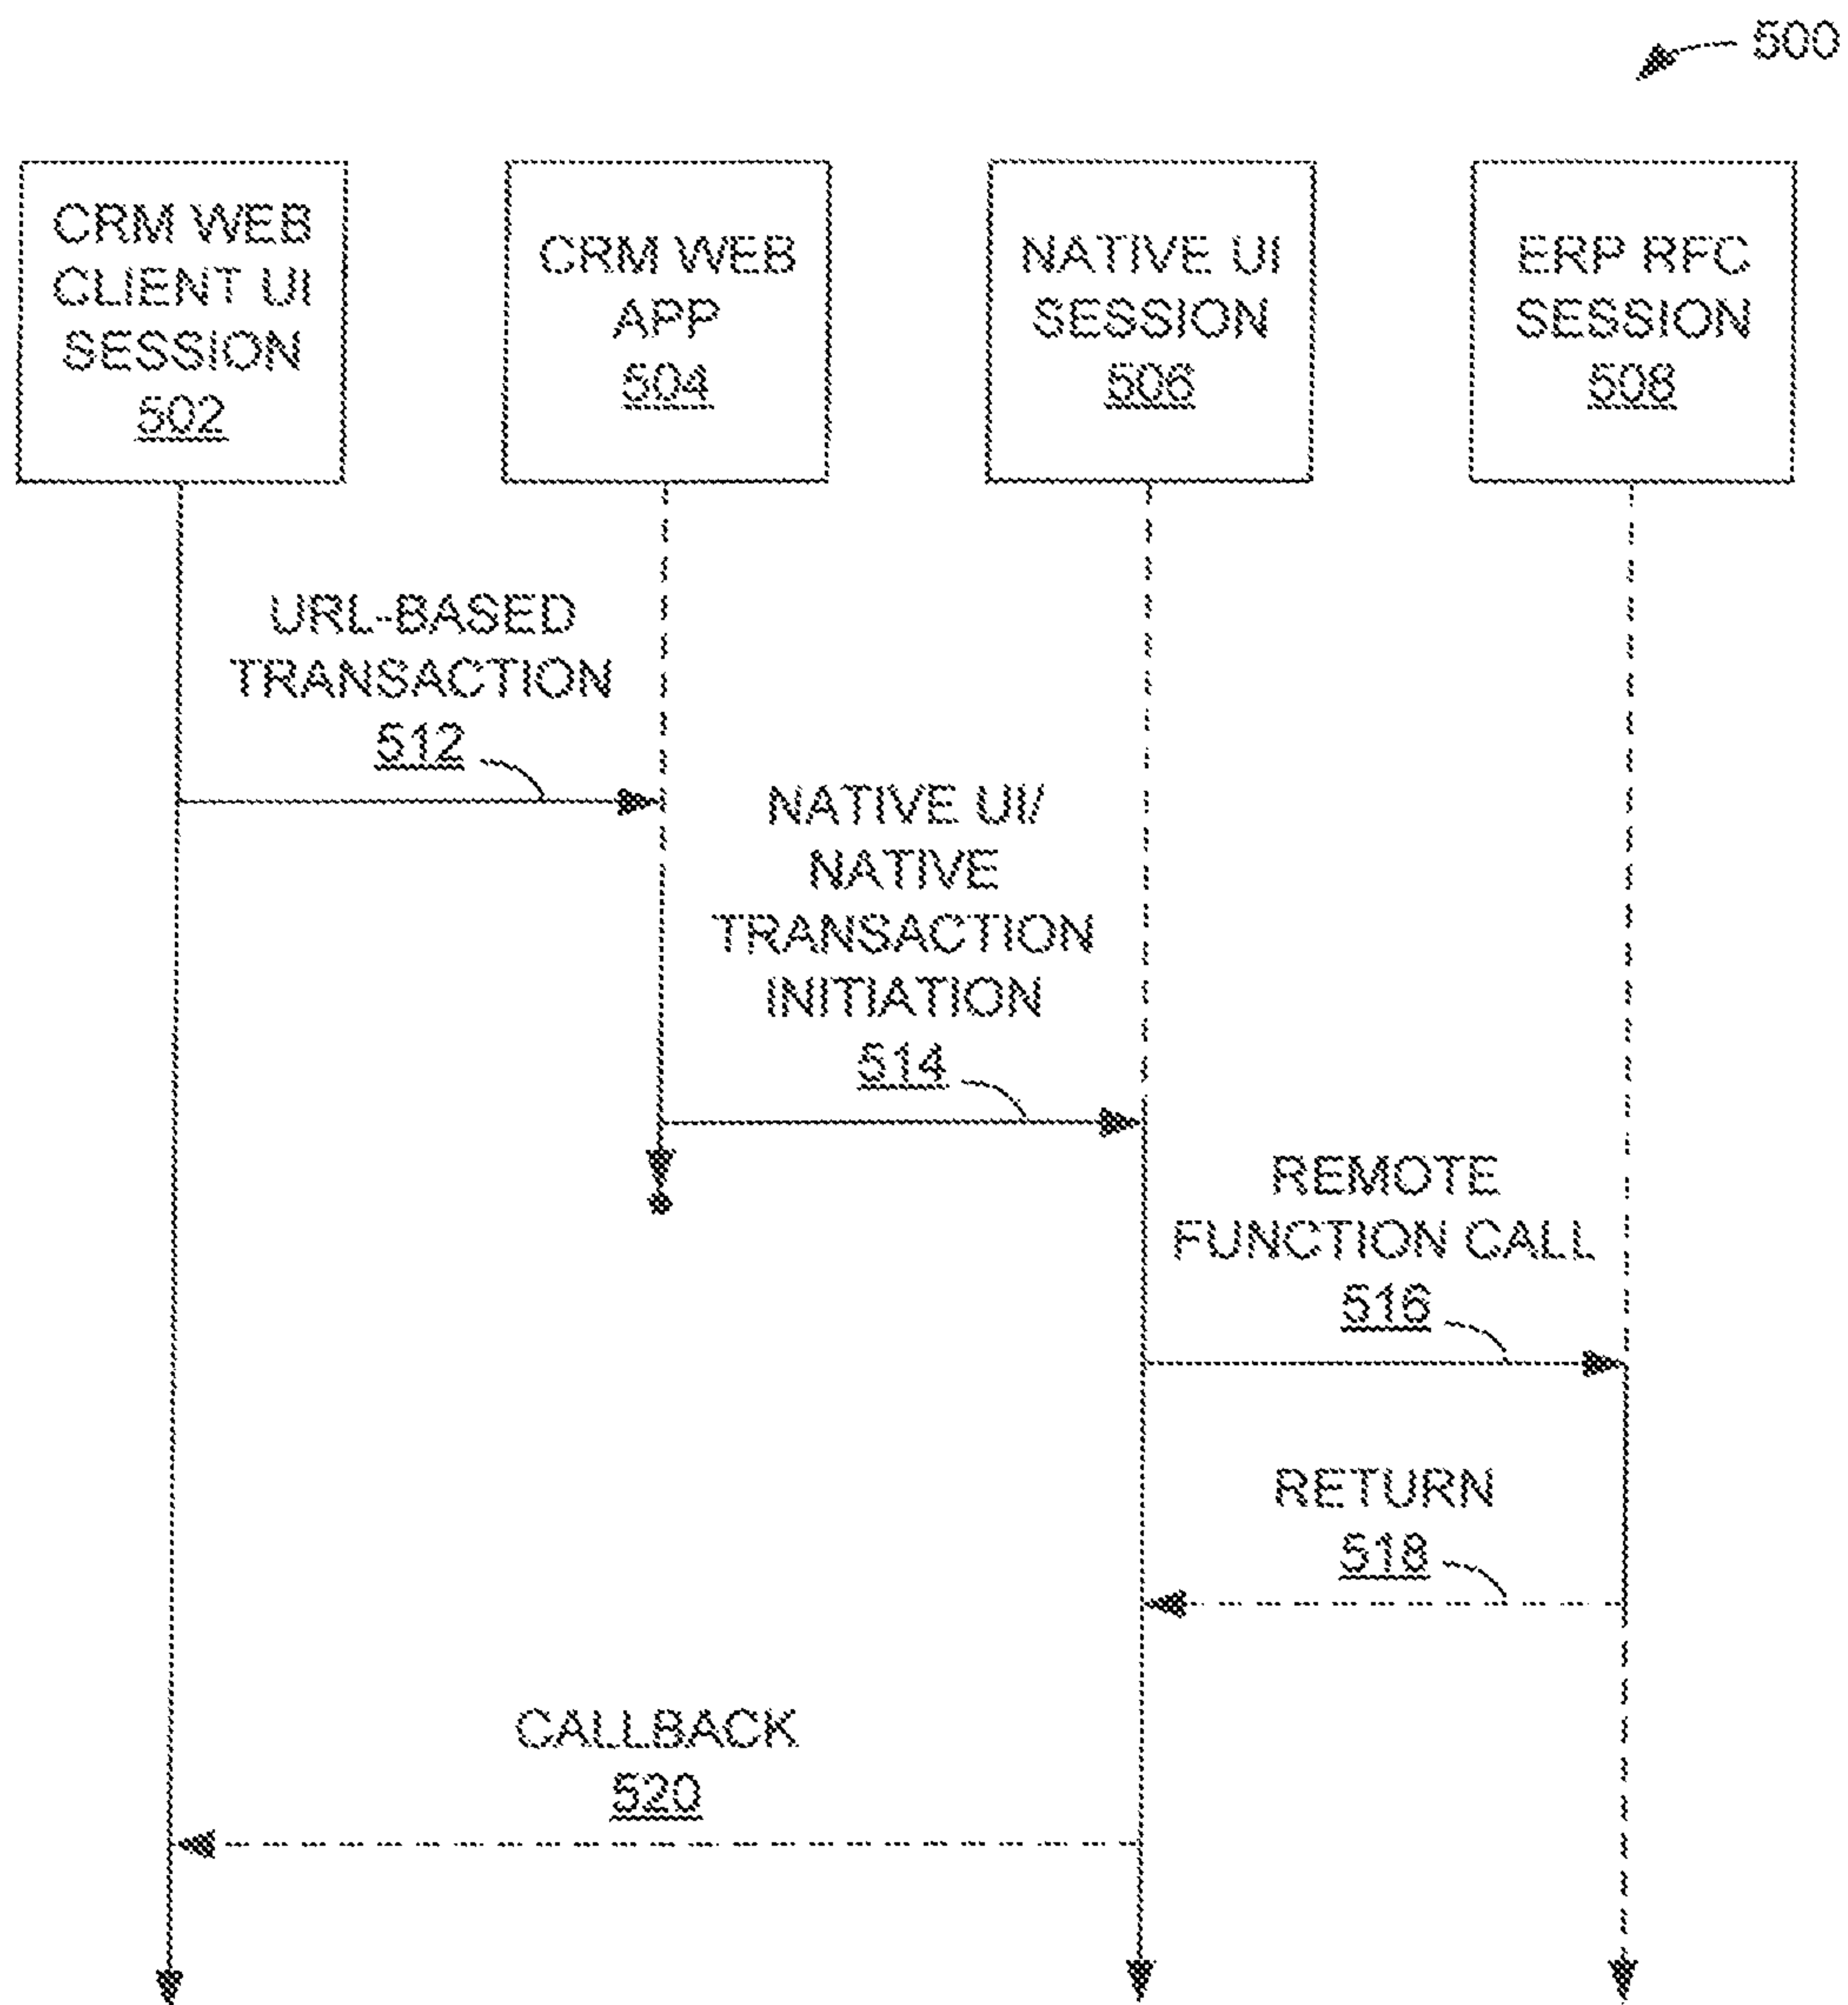 500
CRM WEB
CLIENT UI
SESSION
502
CRM WEB
APP
504
NATIVE UI
SESSION
506
ERP RFC
SESSION
508
URL-BASED
TRANSACTION
512
NATIVE UI/
NATIVE
TRANSACTION
INITIATION
514
REMOTE
FUNCTION CALL
516
RETURN
518
CALLBACK
520